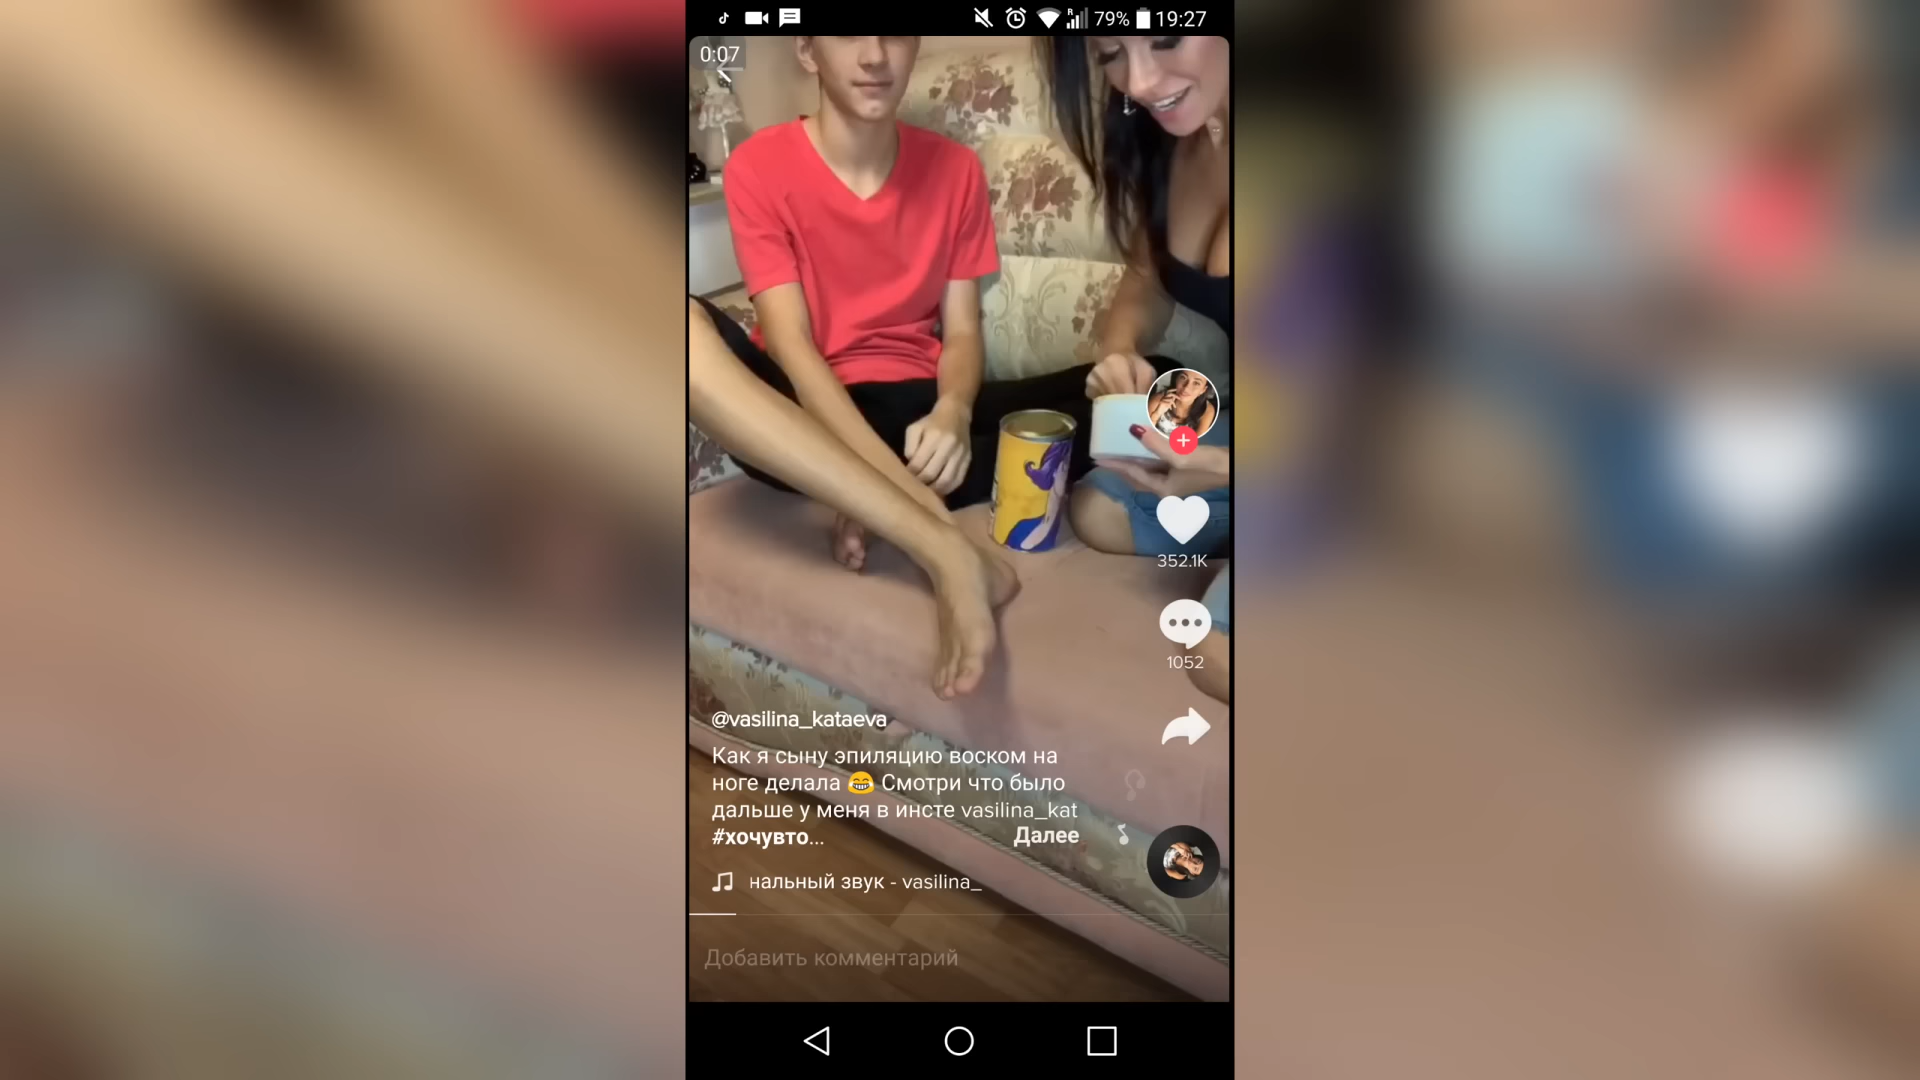 79% 19:27
0:07
352.1K
1052
@vasilina_kataeva
Как я сыну эпиляцию воском на
ноге делала 😂 Смотри что было
дальше у меня в инсте vasilina_kat
#хочувто... Далее
нальный звук - vasilina_
Добавить комментарий